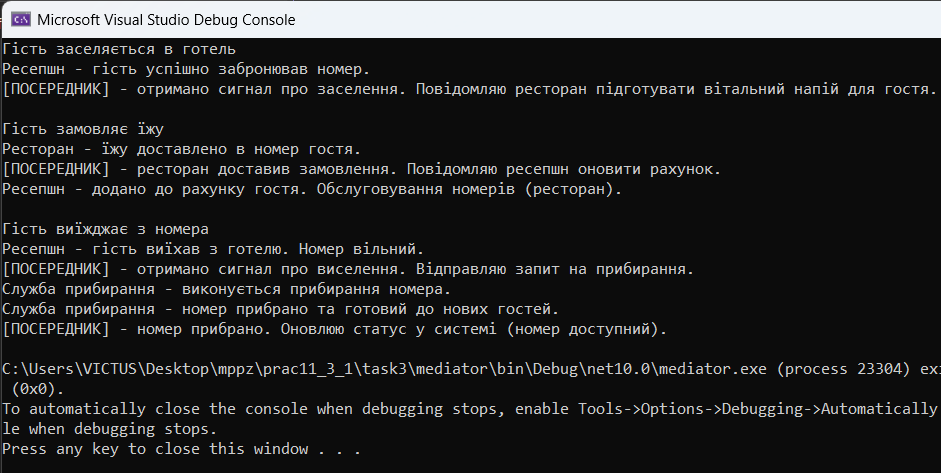 Microsoft Visual Studio Debug Console
Гість заселяється в готель
Ресепшн - гість успішно забронював номер.
[ПОСЕРЕДНИК] - отримано сигнал про заселення. Повідомляю ресторан підготувати вітальний напій для гостя.
Гість замовляє їжу
Ресторан - їжу доставлено в номер гостя.
[ПОСЕРЕДНИК] - ресторан доставив замовлення. Повідомляю ресепшн оновити рахунок.
Ресепшн - додано до рахунку гостя. Обслуговування номерів (ресторан).
Гість виїжджає з номера
Ресепшн - гість виїхав з готелю. Номер вільний.
[ПОСЕРЕДНИК] - отримано сигнал про виселення. Відправляю запит на прибирання.
Служба прибирання - виконується прибирання номера.
Служба прибирання - номер прибрано та готовий до нових гостей.
[ПОСЕРЕДНИК] - номер прибрано. Оновлюю статус у системі (номер доступний).
C:\Users\VICTUS\Desktop\mppz\prac11_3_1\task3\mediator\bin\Debug\net10.0\mediator.exe (process 23304) exi
(0x0).
To automatically close the console when debugging stops, enable Tools->Options->Debugging->Automatically
le when debugging stops.
Press any key to close this window . . .